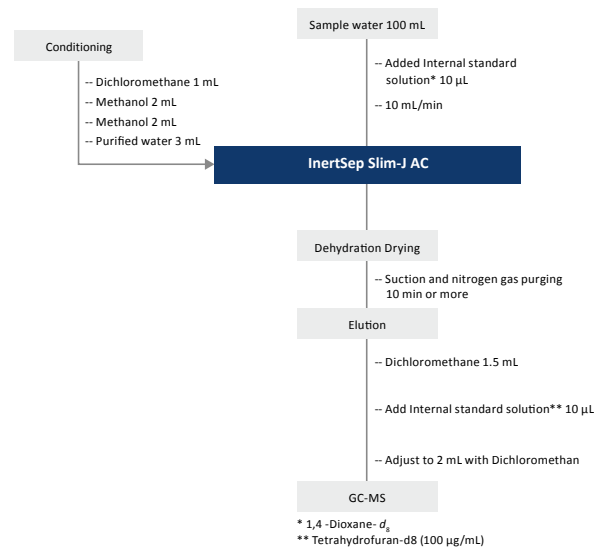 Sample water 100 mL
Conditioning
-- Added Internal standard
solution* 10 µL
-- 10 mL/min
-- Dichloromethane 1 mL
-- Methanol 2 mL
-- Methanol 2 mL
-- Purified water 3 mL
InertSep Slim-J AC
Dehydration Drying
-- Suction and nitrogen gas purging
10 min or more
Elution
-- Dichloromethane 1.5 mL
-- Add Internal standard solution** 10 µL
-- Adjust to 2 mL with Dichloromethan
GC-MS
* 1,4 -Dioxane- d8
** Tetrahydrofuran-d8 (100 µg/mL)